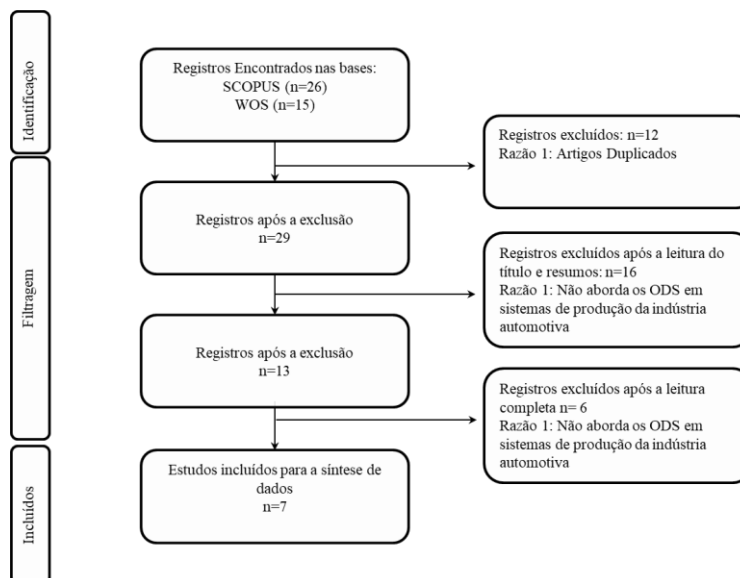 Identificação
Registros Encontrados nas bases:
SCOPUS (n=26)
WOS (n=15)
Registros excluídos: n=12
Razão 1: Artigos Duplicados
Filtragem
Registros após a exclusão
n=29
Registros excluídos após a leitura do
título e resumos: n=16
Razão 1: Não aborda os ODS em
sistemas de produção da indústria
automotiva
Registros após a exclusão
n=13
Registros excluídos após a leitura
completa n= 6
Razão 1: Não aborda os ODS em
sistemas de produção da indústria
automotiva
Incluídos
Estudos incluídos para a síntese de
dados
n=7